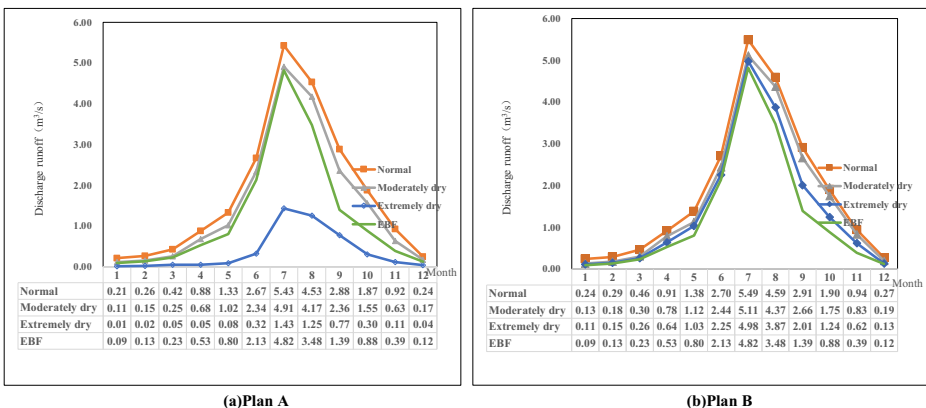 6.00
5.00
4.00
3.00
2.00
1.00
0.00
Discharge runoff（m³/s）
Normal
Moderately dry
Extremely dry
EBF
Month
1 2 3 4 5 6 7 8 9 10 11 12
Normal 0.21 0.26 0.42 0.88 1.33 2.67 5.43 4.53 2.88 1.87 0.92 0.24
Moderately dry 0.11 0.15 0.25 0.68 1.02 2.34 4.91 4.17 2.36 1.55 0.63 0.17
Extremely dry 0.01 0.02 0.05 0.05 0.08 0.32 1.43 1.25 0.77 0.30 0.11 0.04
EBF 0.09 0.13 0.23 0.53 0.80 2.13 4.82 3.48 1.39 0.88 0.39 0.12
(a)Plan A
6.00
5.00
4.00
3.00
2.00
1.00
0.00
Discharge runoff（m³/s）
Normal
Moderately dry
Extremely dry
EBF
Month
1 2 3 4 5 6 7 8 9 10 11 12
Normal 0.24 0.29 0.46 0.91 1.38 2.70 5.49 4.59 2.91 1.90 0.94 0.27
Moderately dry 0.13 0.18 0.30 0.78 1.12 2.44 5.11 4.37 2.66 1.75 0.83 0.19
Extremely dry 0.11 0.15 0.26 0.64 1.03 2.25 4.98 3.87 2.01 1.24 0.62 0.13
EBF 0.09 0.13 0.23 0.53 0.80 2.13 4.82 3.48 1.39 0.88 0.39 0.12
(b)Plan B